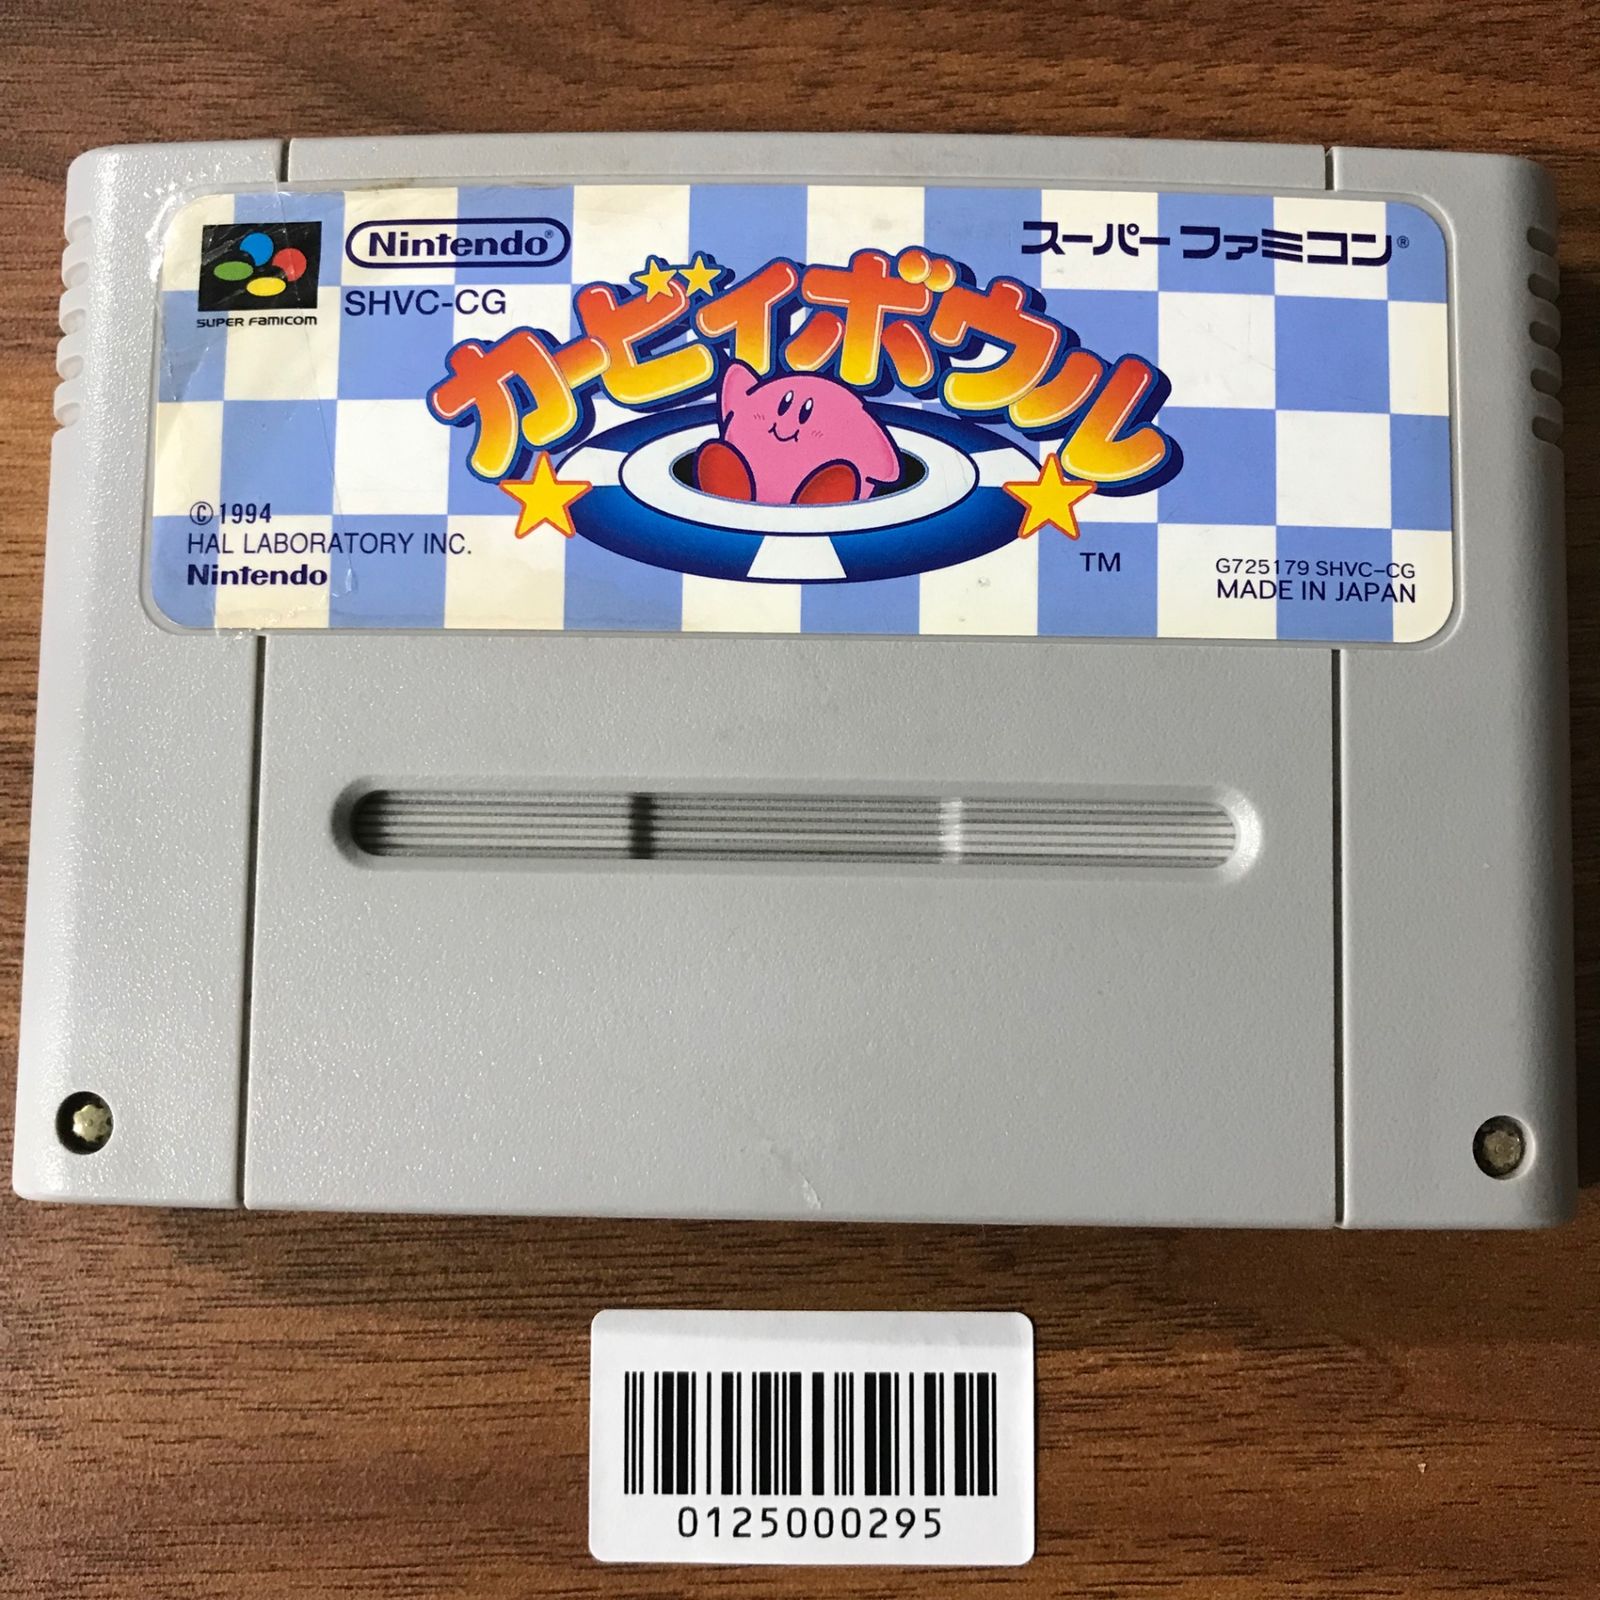 Nintendo®
スーパーファミコン®
SHVC-CG
SUPER FAMICOM
カービィボウル
©1994
HAL LABORATORY INC.
Nintendo
TM
G725179 SHVC-CG
MADE IN JAPAN
0125000295